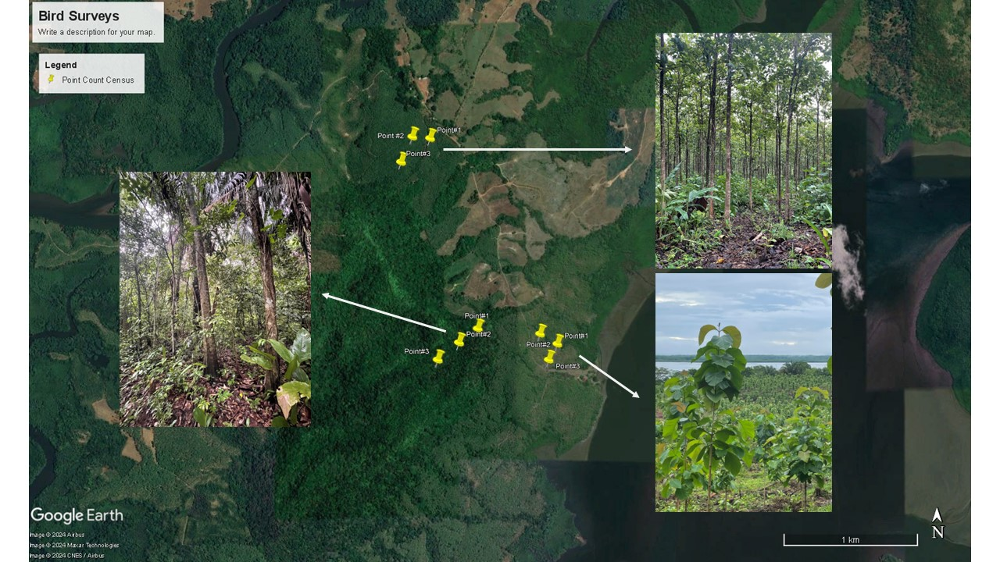 Bird Surveys
Write a description for your map.
Legend
Point Count Census
Point #2
Point#1
Point#3
Point#1
Point#2
Point#3
Point#1
Point#2
Point#3
Google Earth
Image © 2024 Airbus
Image © 2024 Maxar Technologies
Image © 2024 CNES / Airbus
1 km
N